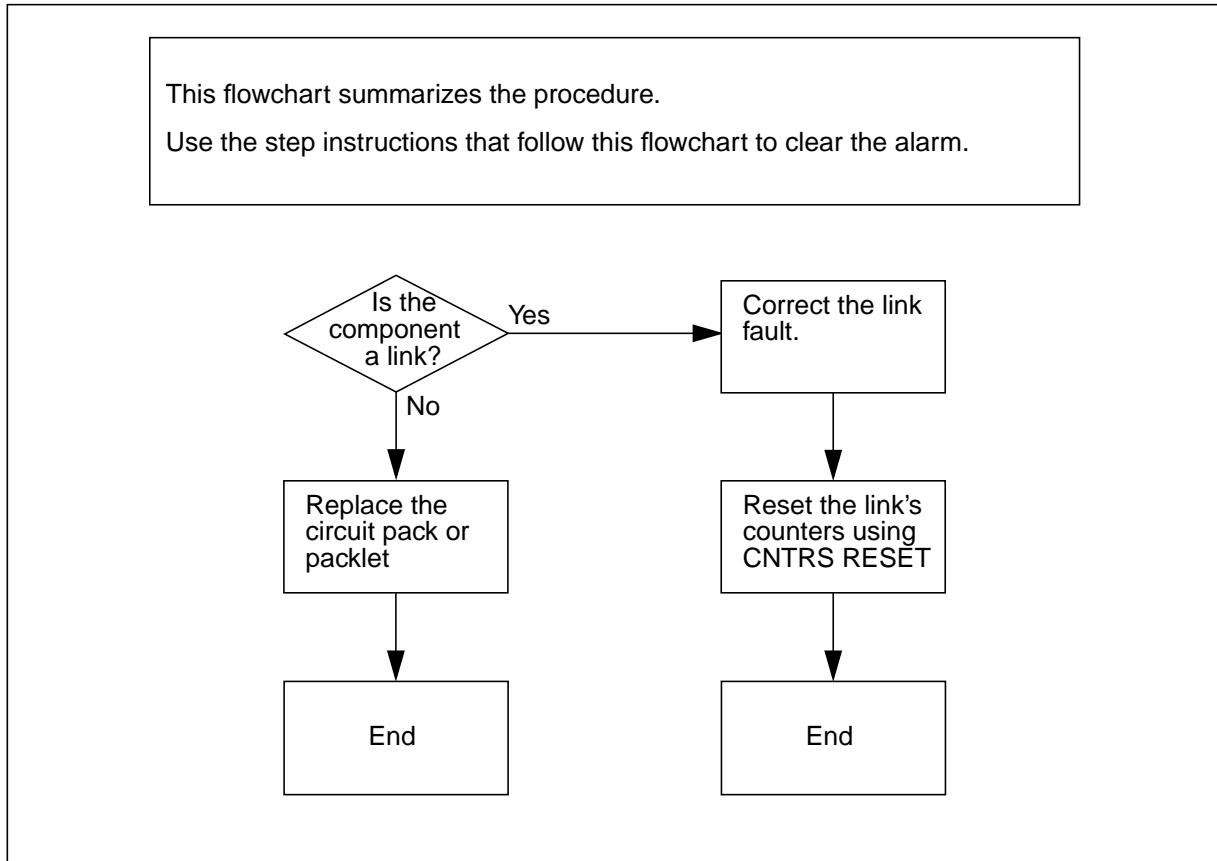 This flowchart summarizes the procedure.
Use the step instructions that follow this flowchart to clear the alarm.
Is the
component
a link?
Yes
No
Correct the link
fault.
Replace the
circuit pack or
packlet
Reset the link’s
counters using
CNTRS RESET
End
End